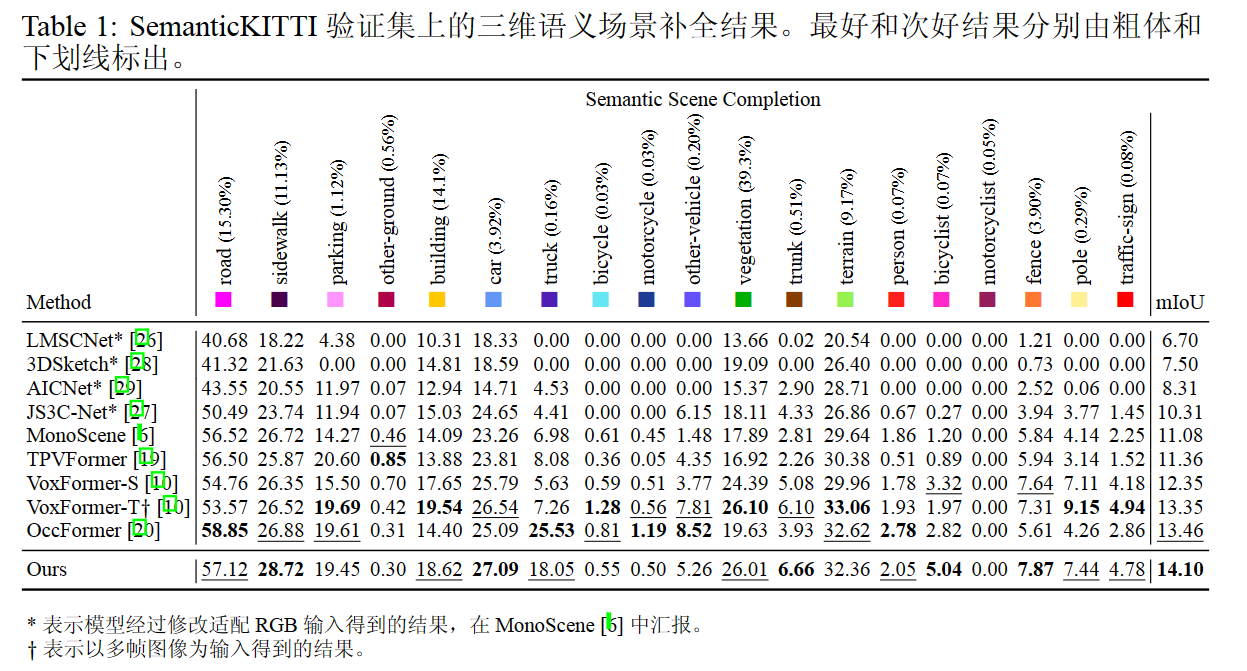 Table 1: SemanticKITTI 验证集上的三维语义场景补全结果。最好和次好结果分别由粗体和
下划线标出。
Semantic Scene Completion
Method road (15.30%) sidewalk (11.13%) parking (1.12%) other-ground (0.56%) building (14.1%) car (3.92%) truck (0.16%) bicycle (0.03%) motorcycle (0.03%) other-vehicle (0.20%) vegetation (39.3%) trunk (0.51%) terrain (9.17%) person (0.07%) bicyclist (0.07%) motorcyclist (0.05%) fence (3.90%) pole (0.29%) traffic-sign (0.08%) mIoU
LMSCNet* [26] 40.68 18.22 4.38 0.00 10.31 18.33 0.00 0.00 0.00 0.00 13.66 0.02 20.54 0.00 0.00 0.00 1.21 0.00 0.00 6.70
3DSketch* [28] 41.32 21.63 0.00 0.00 14.81 18.59 0.00 0.00 0.00 0.00 19.09 0.00 26.40 0.00 0.00 0.00 0.73 0.00 0.00 7.50
AICNet* [29] 43.55 20.55 11.97 0.07 12.94 14.71 4.53 0.00 0.00 0.00 15.37 2.90 28.71 0.00 0.00 0.00 2.52 0.06 0.00 8.31
JS3C-Net* [27] 50.49 23.74 11.94 0.07 15.03 24.65 4.41 0.00 0.00 6.15 18.11 4.33 26.86 0.67 0.27 0.00 3.94 3.77 1.45 10.31
MonoScene [6] 56.52 26.72 14.27 0.46 14.09 23.26 6.98 0.61 0.45 1.48 17.89 2.81 29.64 1.86 1.20 0.00 5.84 4.14 2.25 11.08
TPVFormer [19] 56.50 25.87 20.60 0.85 13.88 23.81 8.08 0.36 0.05 4.35 16.92 2.26 30.38 0.51 0.89 0.00 5.94 3.14 1.52 11.36
VoxFormer-S [10] 54.76 26.35 15.50 0.70 17.65 25.79 5.63 0.59 0.51 3.77 24.39 5.08 29.96 1.78 3.32 0.00 7.64 7.11 4.18 12.35
VoxFormer-T† [10] 53.57 26.52 19.69 0.42 19.54 26.54 7.26 1.28 0.56 7.81 26.10 6.10 33.06 1.93 1.97 0.00 7.31 9.15 4.94 13.35
OccFormer [20] 58.85 26.88 19.61 0.31 14.40 25.09 25.53 0.81 1.19 8.52 19.63 3.93 32.62 2.78 2.82 0.00 5.61 4.26 2.86 13.46
Ours 57.12 28.72 19.45 0.30 18.62 27.09 18.05 0.55 0.50 5.26 26.01 6.66 32.36 2.05 5.04 0.00 7.87 7.44 4.78 14.10
* 表示模型经过修改适配 RGB 输入得到的结果，在 MonoScene [6] 中汇报。
† 表示以多帧图像为输入得到的结果。